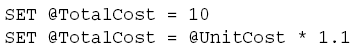 SET @TotalCost = 10
SET @TotalCost = @UnitCost * 1.1